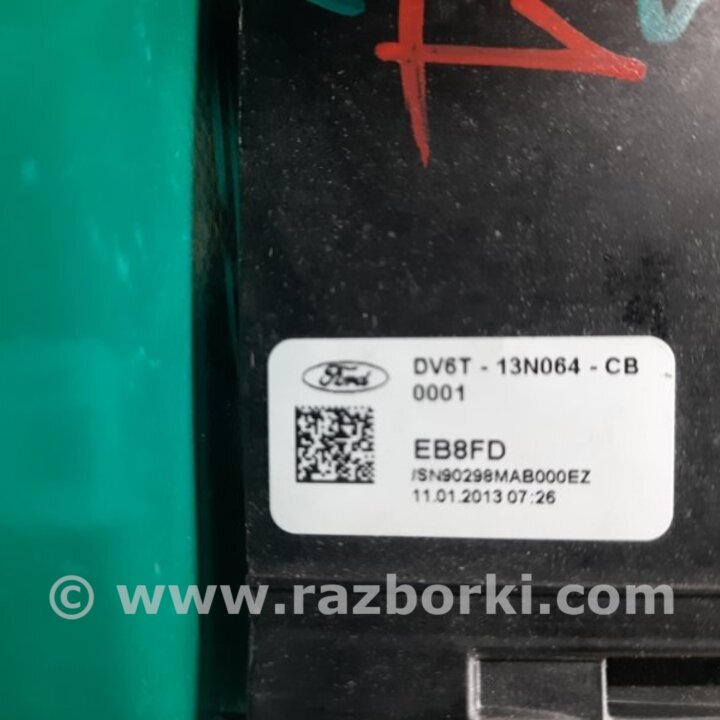 Ford
DV6T - 13N064 - CB
0001
EB8FD
/SN90298MAB000EZ
11.01.2013 07:26
© www.razborki.com